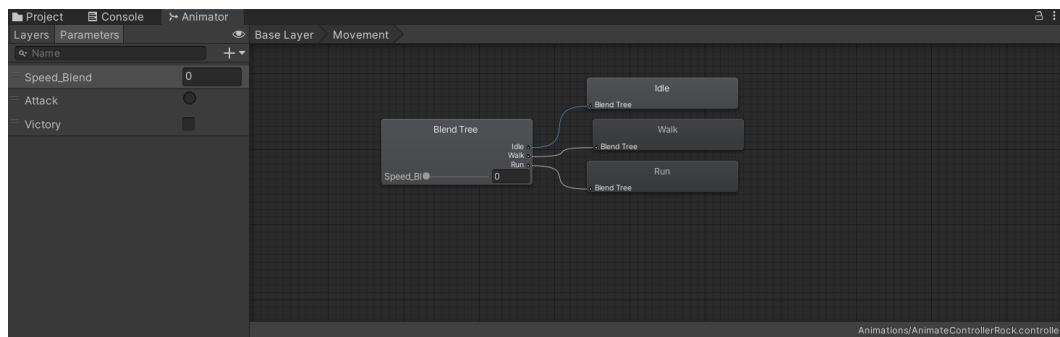 Project Console Animator
Layers Parameters Base Layer Movement
Name
Speed_Blend 0
Attack
Victory
Blend Tree
Idle
Walk
Run
Speed_Bl 0
Idle
Blend Tree
Walk
Blend Tree
Run
Blend Tree
Animations/AnimateControllerRock.controlle